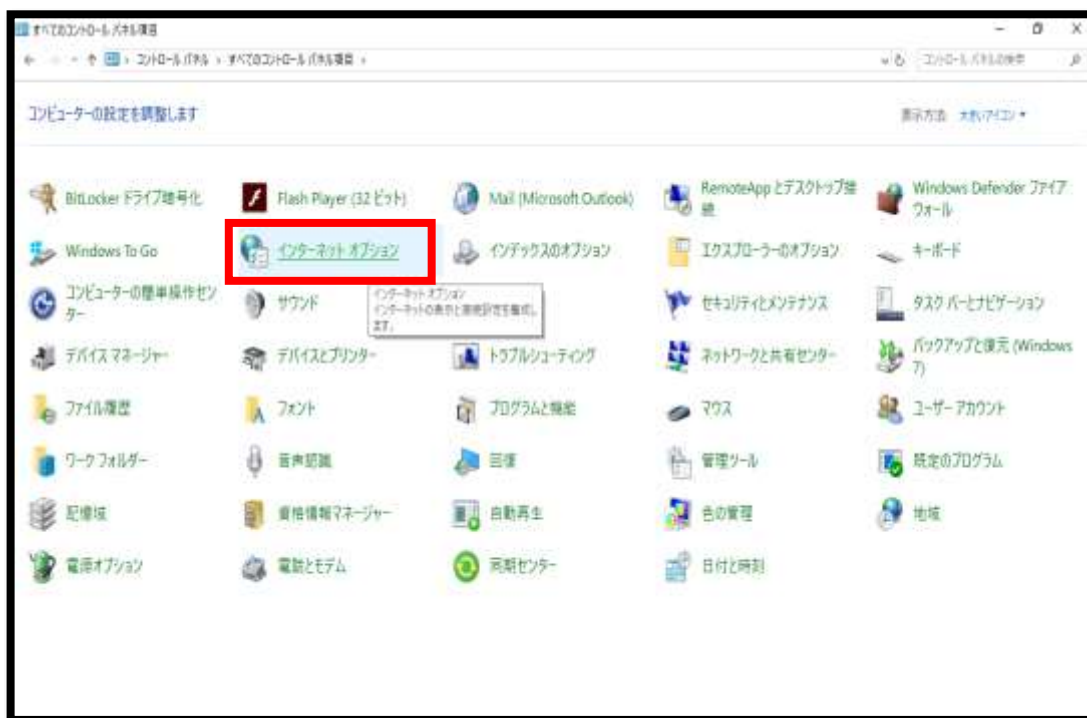 すべてのコントロール パネル項目
コントロール パネル › すべてのコントロール パネル項目 ›
コントロール パネルの検索
コンピューターの設定を調整します
表示方法: 大きいアイコン
BitLocker ドライブ暗号化
Flash Player (32 ビット)
Mail (Microsoft Outlook)
RemoteApp とデスクトップ接
続
Windows Defender ファイア
ウォール
Windows To Go
インターネット オプション
インデックスのオプション
エクスプローラーのオプション
キーボード
コンピューターの簡単操作セン
ター
サウンド
インターネット オプション
インターネットの表示と接続設定を構成し
ます。
セキュリティとメンテナンス
タスク バーとナビゲーション
デバイス マネージャー
デバイスとプリンター
トラブルシューティング
ネットワークと共有センター
バックアップと復元 (Windows
7)
ファイル履歴
フォント
プログラムと機能
マウス
ユーザー アカウント
ワーク フォルダー
音声認識
回復
管理ツール
既定のプログラム
記憶域
資格情報マネージャー
自動再生
色の管理
地域
電源オプション
電話とモデム
同期センター
日付と時刻